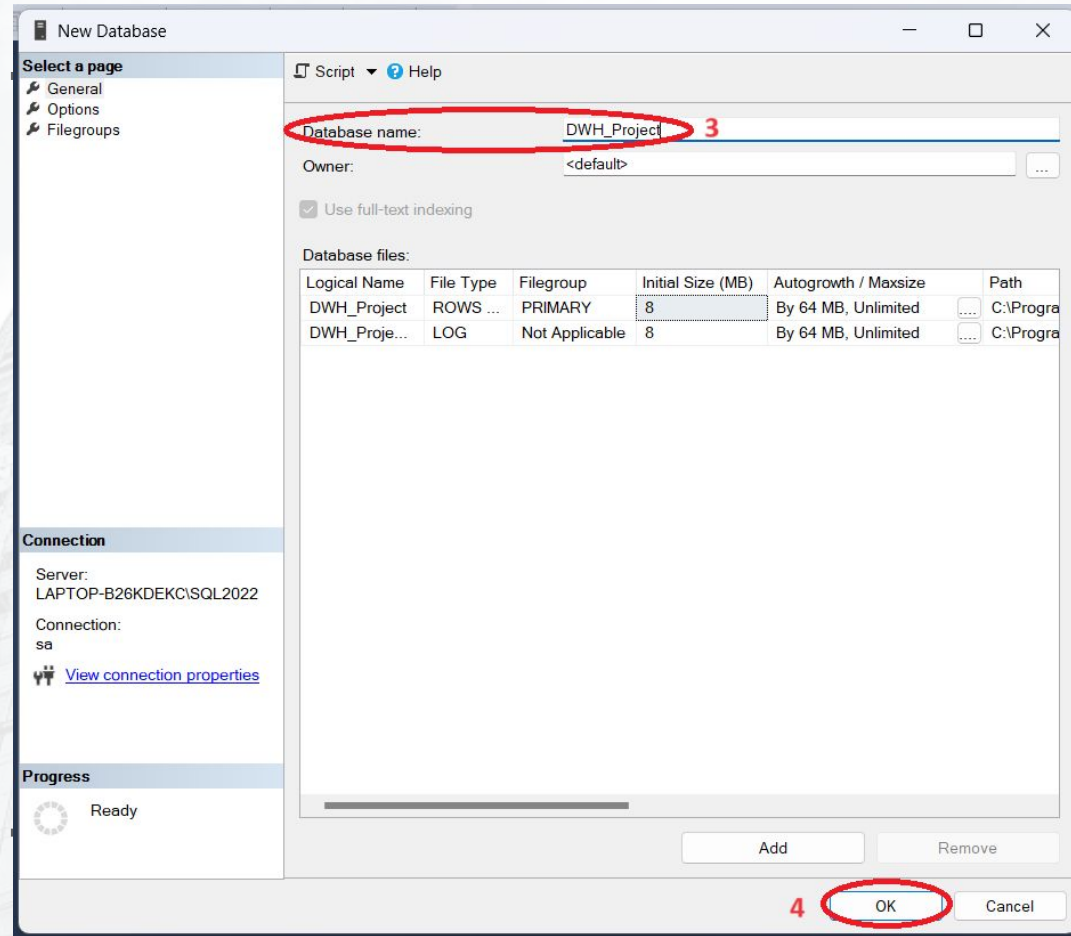 New Database
Select a page
General
Options
Filegroups
Script
Help
Database name:
DWH_Project
3
Owner:
<default>
...
Use full-text indexing
Database files:
Logical Name File Type Filegroup Initial Size (MB) Autogrowth / Maxsize Path
DWH_Project ROWS ... PRIMARY 8 By 64 MB, Unlimited .... C:\Progra
DWH_Proje... LOG Not Applicable 8 By 64 MB, Unlimited .... C:\Progra
Connection
Server:
LAPTOP-B26KDEKC\SQL2022
Connection:
sa
View connection properties
Progress
Ready
Add
Remove
4
OK
Cancel